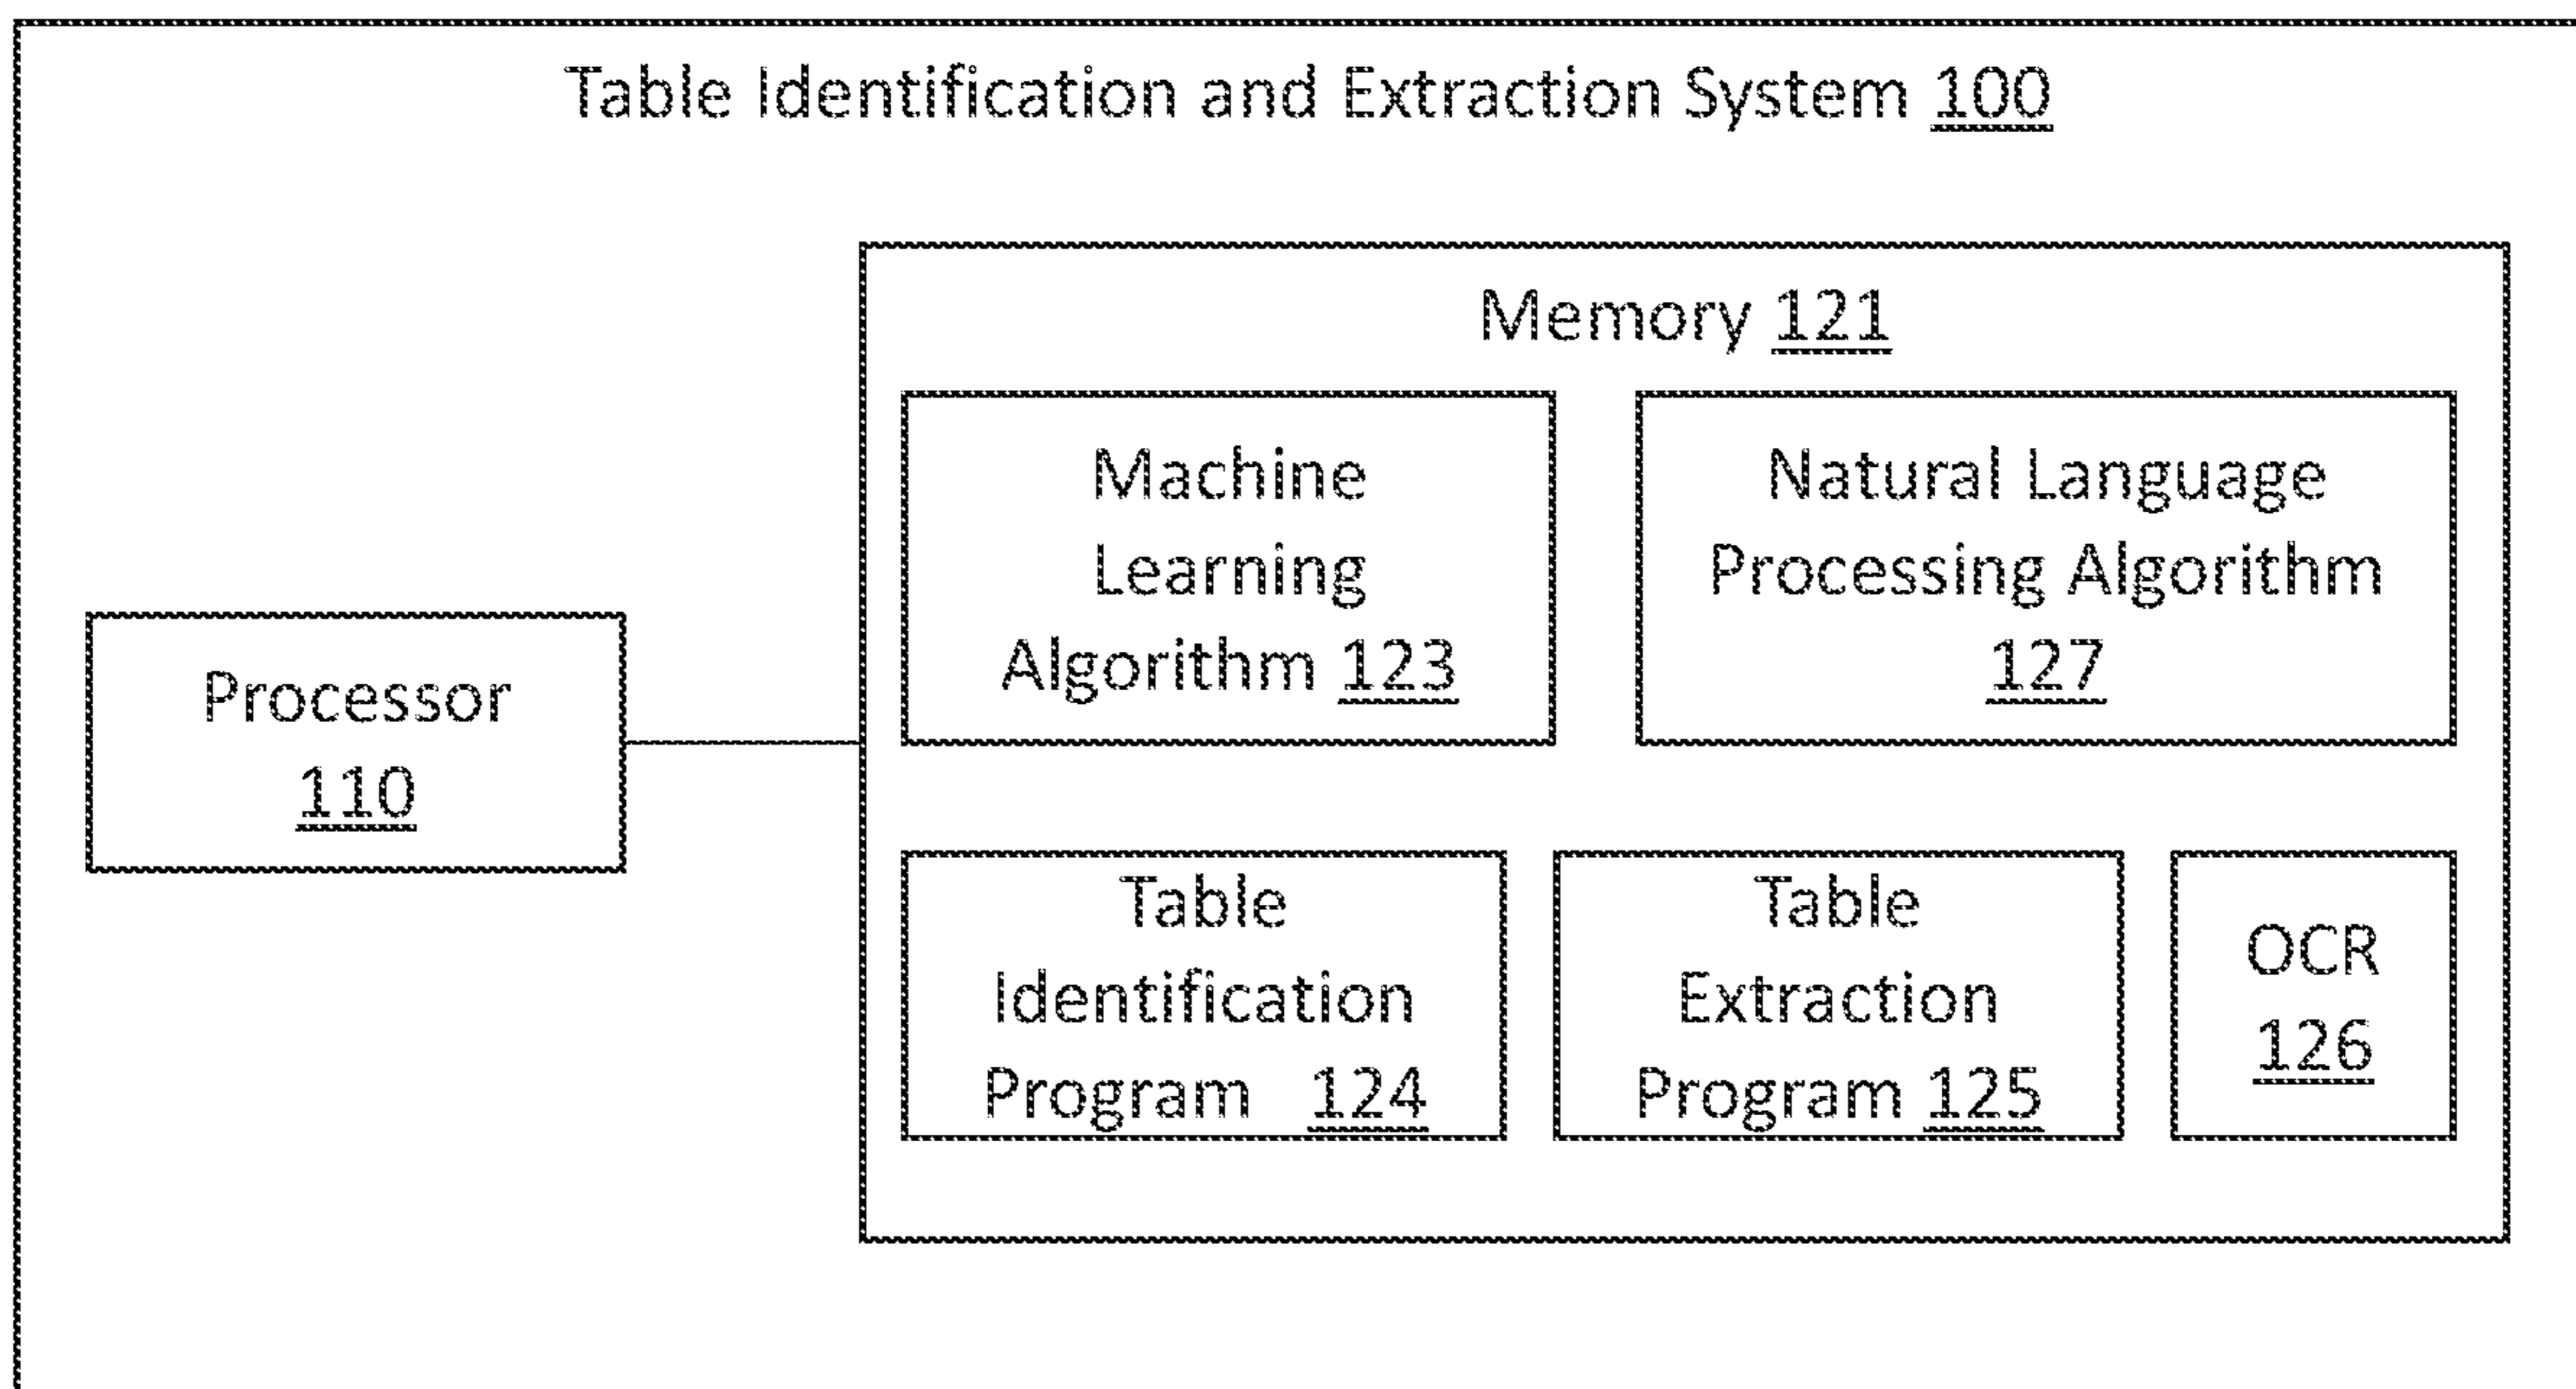 Table Identification and Extraction System 100
Memory 121
Machine
Learning
Algorithm 123
Natural Language
Processing Algorithm
127
Processor
110
Table
Identification
Program 124
Table
Extraction
Program 125
OCR
126